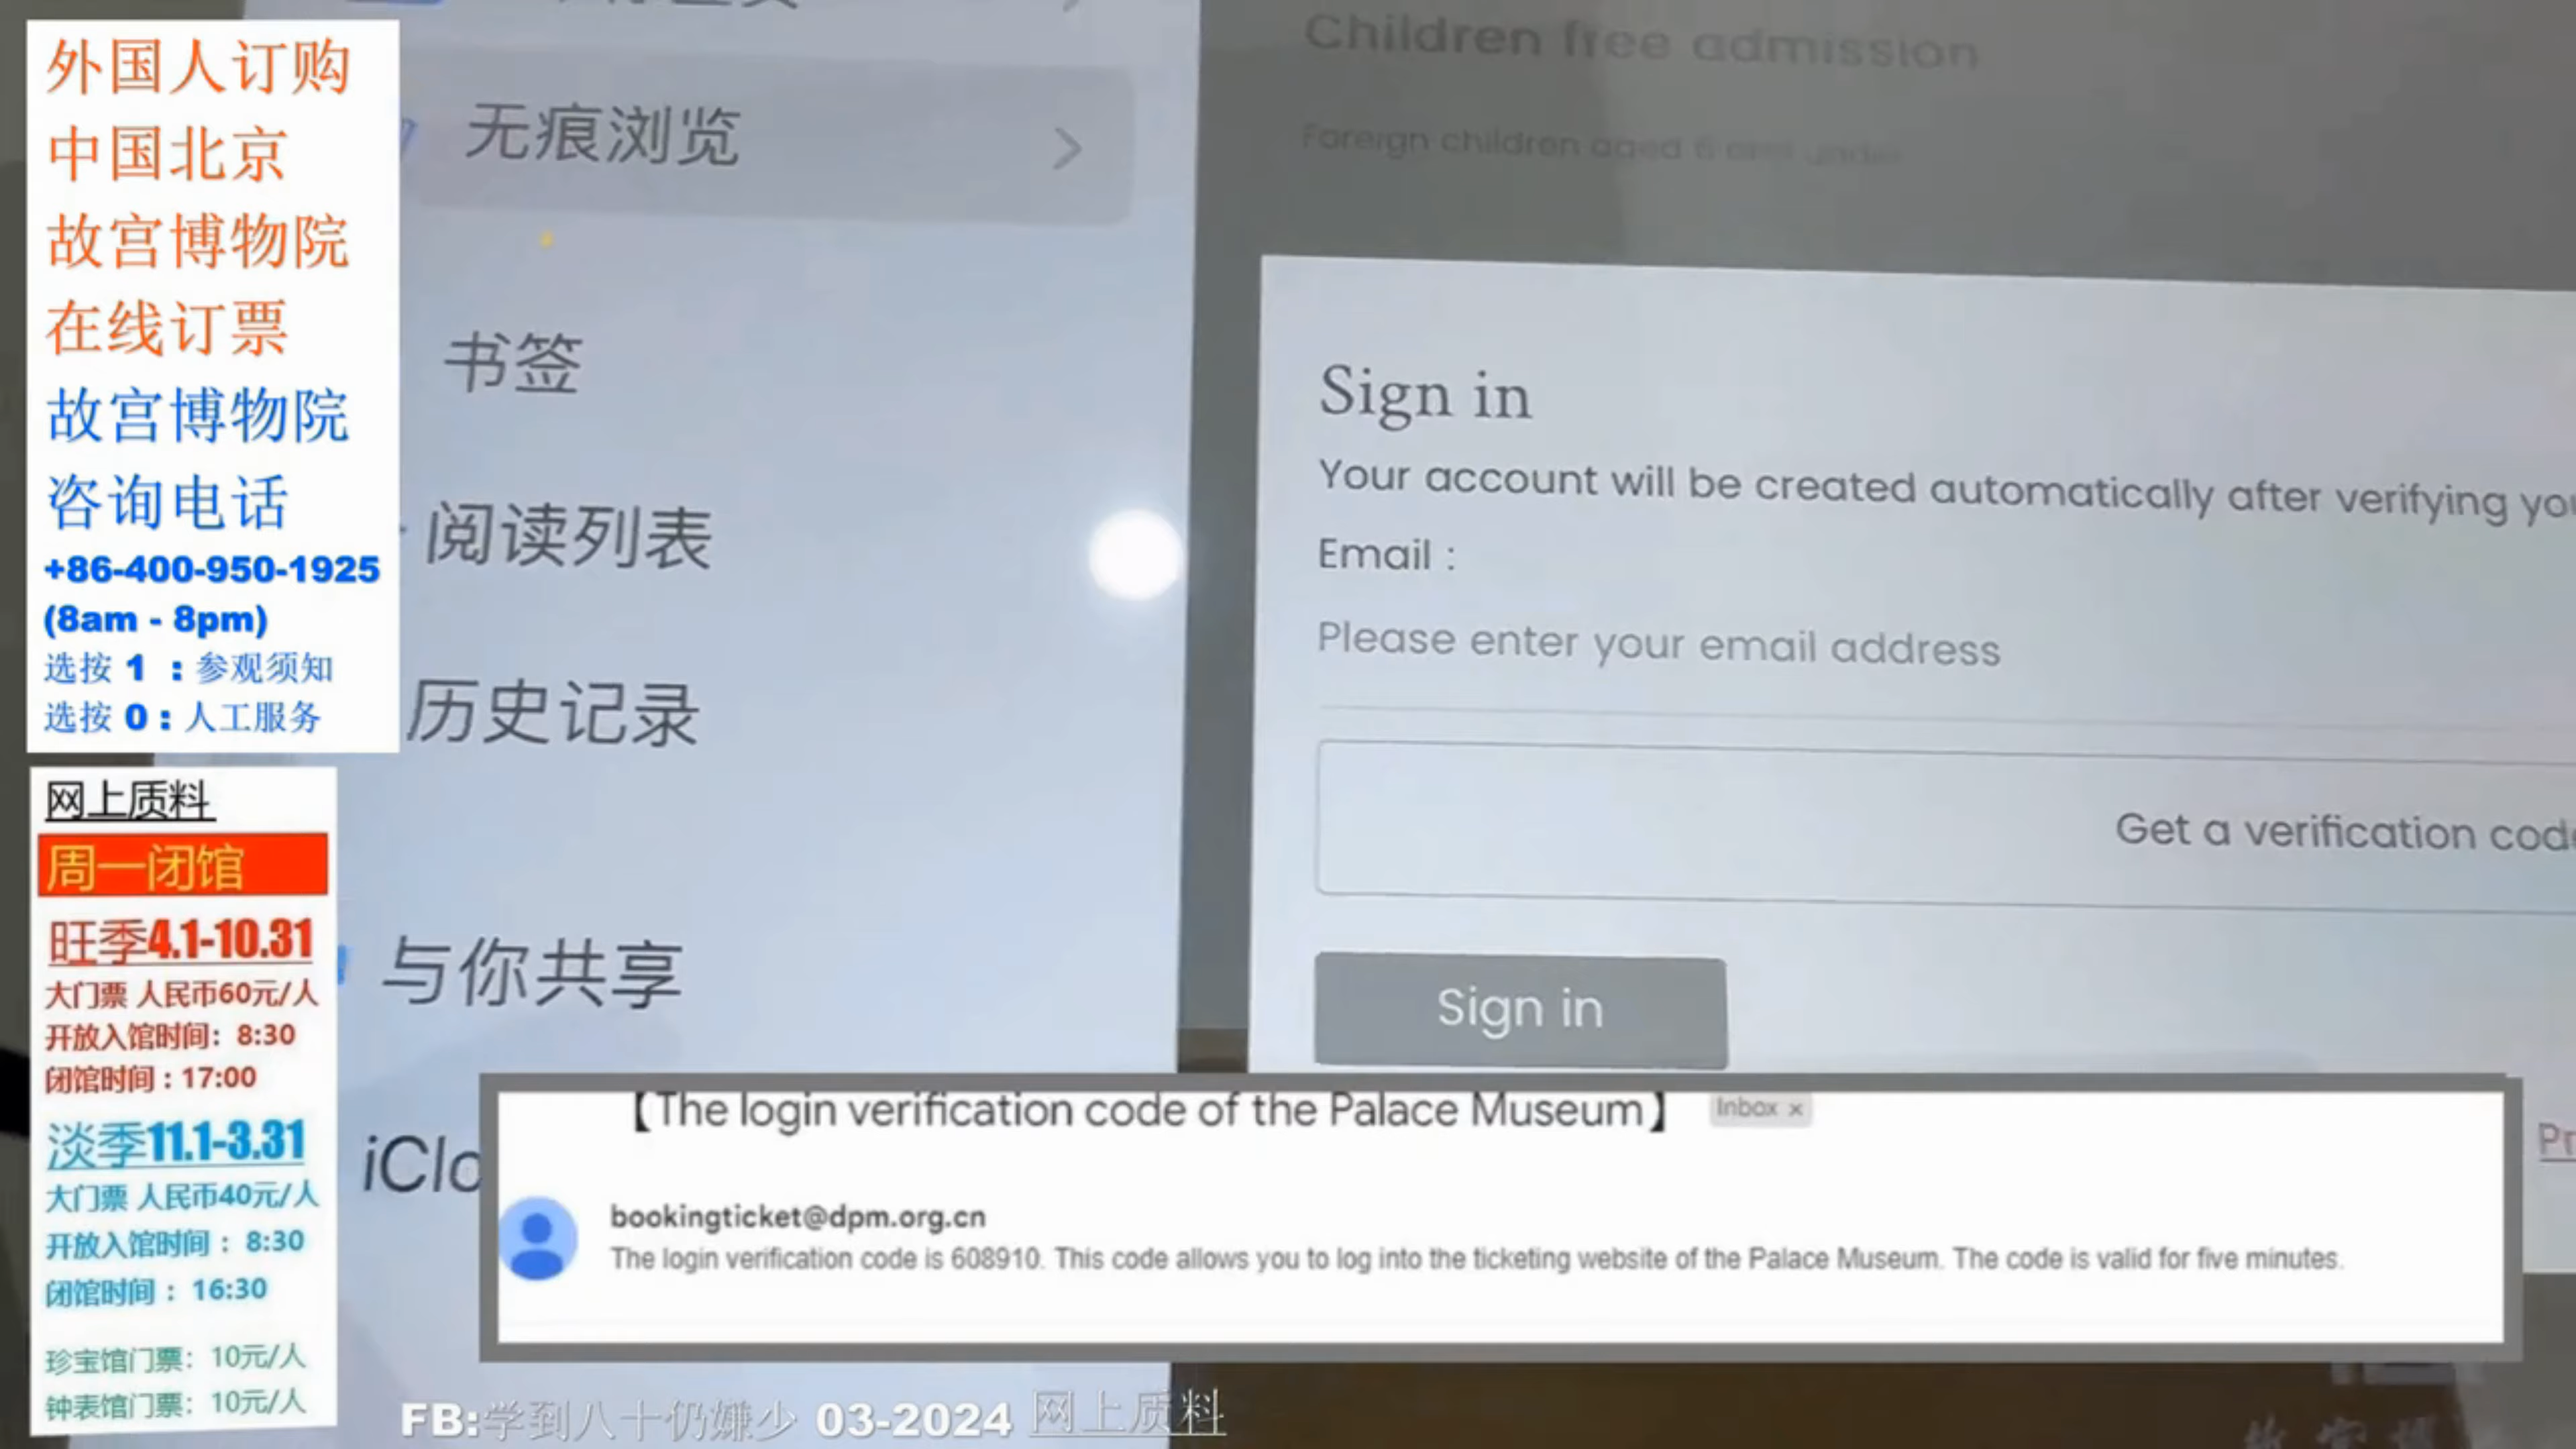 外国人订购
中国北京
故宫博物院
在线订票
故宫博物院
咨询电话
+86-400-950-1925
(8am - 8pm)
选按 1 : 参观须知
选按 0 : 人工服务
网上质料
周一闭馆
旺季4.1-10.31
大门票 人民币60元/人
开放入馆时间: 8:30
闭馆时间 : 17:00
淡季11.1-3.31
大门票 人民币40元/人
开放入馆时间 : 8:30
闭馆时间 : 16:30
珍宝馆门票: 10元/人
钟表馆门票: 10元/人
无痕浏览
书签
阅读列表
历史记录
与你共享
iClo
Children free admission
Foreign children aged 6 and under
Sign in
Your account will be created automatically after verifying you
Email :
Please enter your email address
Get a verification code
Sign in
Pr
【The login verification code of the Palace Museum】 Inbox ×
bookingticket@dpm.org.cn
The login verification code is 608910. This code allows you to log into the ticketing website of the Palace Museum. The code is valid for five minutes.
FB:学到八十仍嫌少 03-2024 网上质料